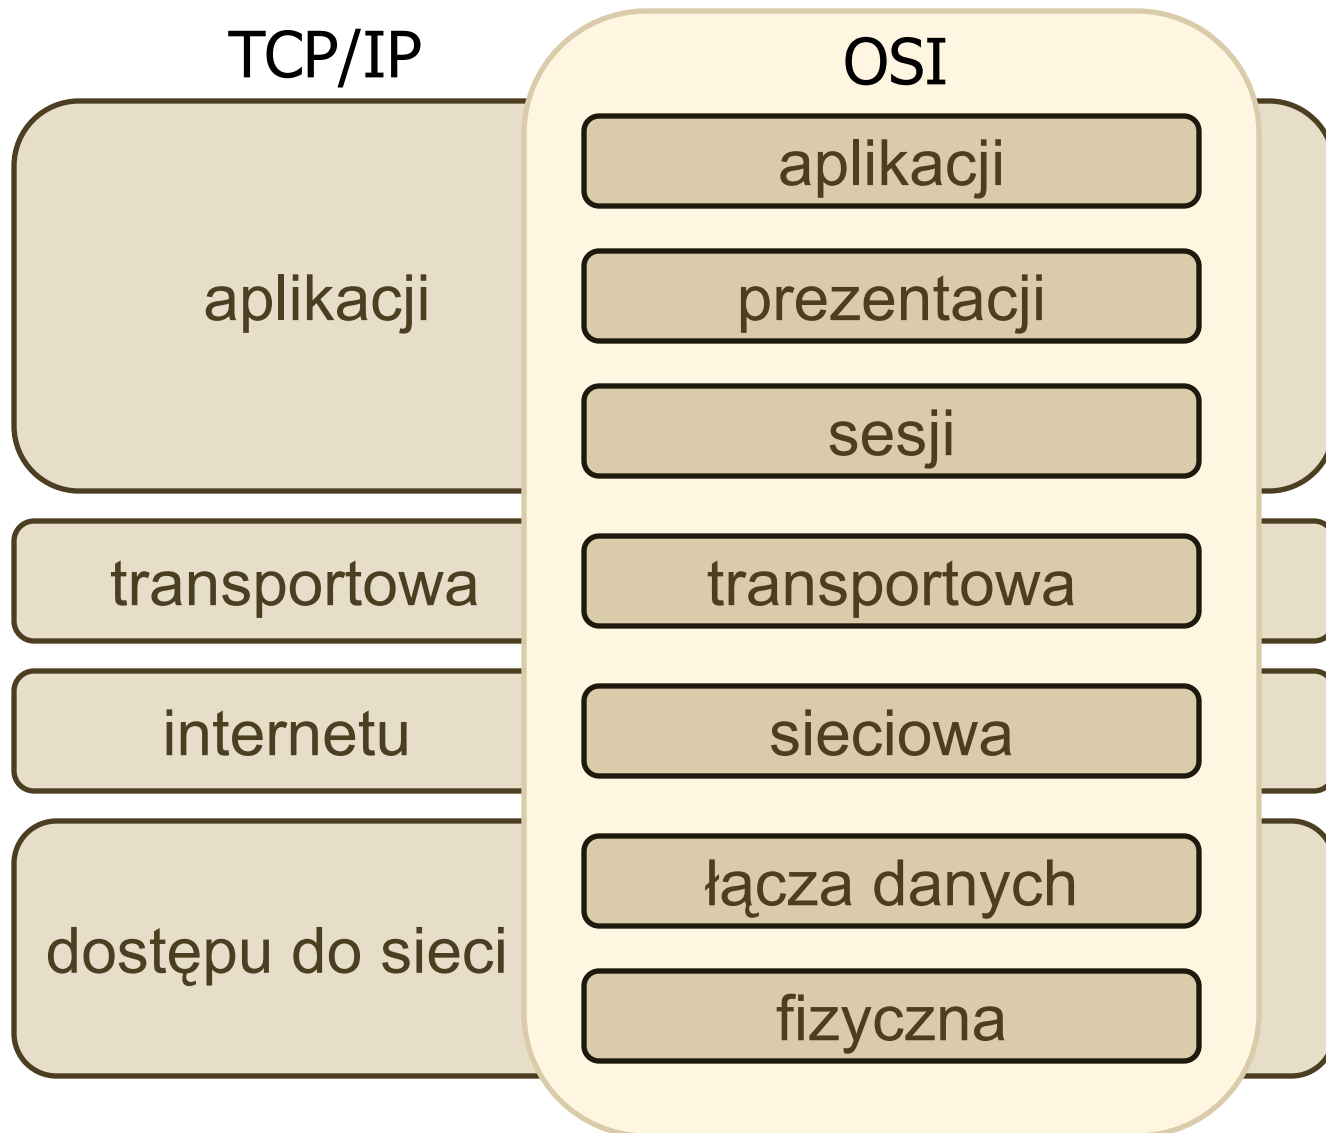 TCP/IP
OSI
aplikacji
aplikacji
prezentacji
sesji
transportowa
transportowa
internetu
sieciowa
dostępu do sieci
łącza danych
fizyczna